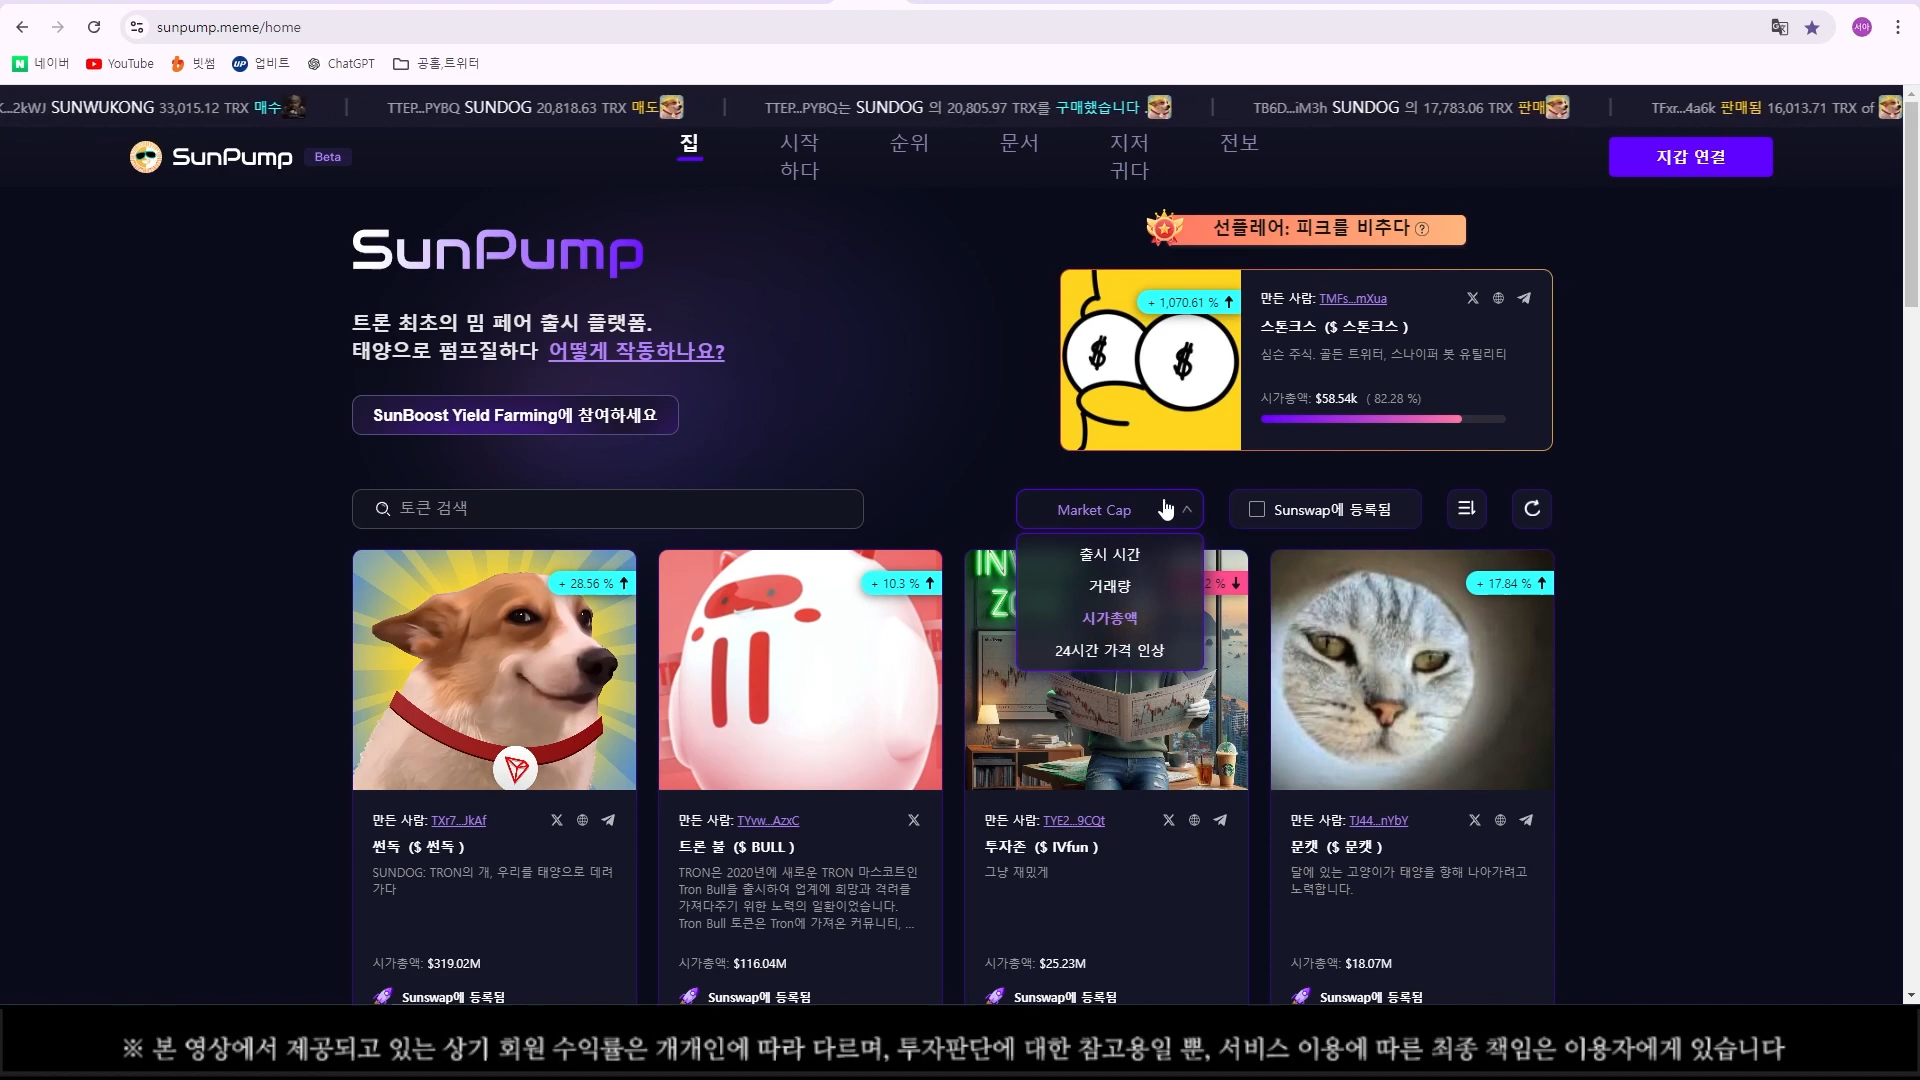 sunpump.meme/home
서아
네이버 YouTube 빗썸 업비트 ChatGPT 공홈,트위터
...2kWJ SUNWUKONG 33,015.12 TRX 매수 | TTEP...PYBQ SUNDOG 20,818.63 TRX 매도 | TTEP...PYBQ는 SUNDOG 의 20,805.97 TRX를 구매했습니다 . | TB6D...iM3h SUNDOG 의 17,783.06 TRX 판매 | TFxr...4a6k 판매됨 16,013.71 TRX of
SunPump Beta
집
시작
하다
순위
문서
지저
귀다
전보
지갑 연결
SunPump
트론 최초의 밈 페어 출시 플랫폼.
태양으로 펌프질하다 어떻게 작동하나요?
SunBoost Yield Farming에 참여하세요
선플레어: 피크를 비추다
+ 1,070.61 %
만든 사람: TMFs...mXua
스톤크스 ($ 스톤크스 )
심슨 주식. 골든 트위터, 스나이퍼 봇 유틸리티
시가총액: $58.54k ( 82.28 %)
토큰 검색
Market Cap
Sunswap에 등록됨
출시 시간
거래량
시가총액
24시간 가격 인상
+ 28.56 %
만든 사람: TXr7...JkAf
썬독 ($ 썬독 )
SUNDOG: TRON의 개, 우리를 태양으로 데려
가다
시가총액: $319.02M
Sunswap에 등록됨
+ 10.3 %
만든 사람: TYvw...AzxC
트론 불 ($ BULL )
TRON은 2020년에 새로운 TRON 마스코트인
Tron Bull을 출시하여 업계에 희망과 격려를
가져다주기 위한 노력의 일환이었습니다.
Tron Bull 토큰은 Tron에 가져온 커뮤니티, ...
시가총액: $116.04M
Sunswap에 등록됨
2 %
만든 사람: TYE2...9CQt
투자존 ($ IVfun )
그냥 재밌게
시가총액: $25.23M
Sunswap에 등록됨
+ 17.84 %
만든 사람: TJ44...nYbY
문캣 ($ 문캣 )
달에 있는 고양이가 태양을 향해 나아가려고
노력합니다.
시가총액: $18.07M
Sunswap에 등록됨
※ 본 영상에서 제공되고 있는 상기 회원 수익률은 개개인에 따라 다르며, 투자판단에 대한 참고용일 뿐, 서비스 이용에 따른 최종 책임은 이용자에게 있습니다